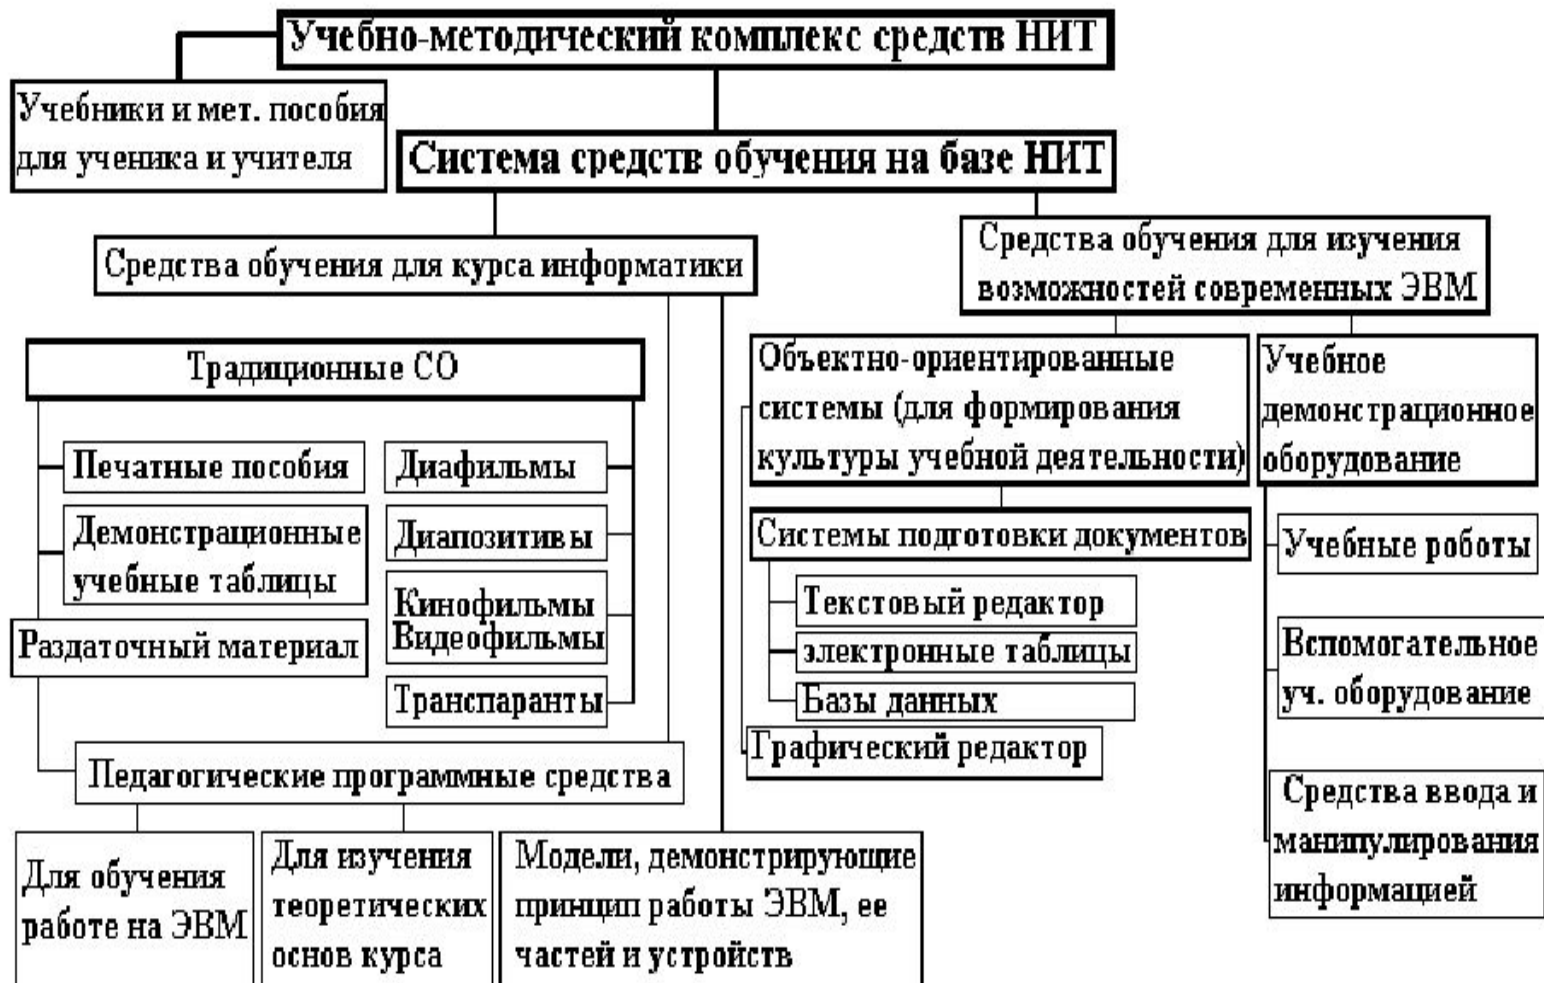 Учебно-методический комплекс средств НИТ
Учебники и мет. пособия
для ученика и учителя
Система средств обучения на базе НИТ
Средства обучения для курса информатики
Средства обучения для изучения
возможностей современных ЭВМ
Традиционные СО
Печатные пособия
Демонстрационные
учебные таблицы
Раздаточный материал
Диафильмы
Диапозитивы
Кинофильмы
Видеофильмы
Транспаранты
Педагогические программные средства
Для обучения
работе на ЭВМ
Для изучения
теоретических
основ курса
Модели, демонстрирующие
принцип работы ЭВМ, ее
частей и устройств
Объектно-ориентированные
системы (для формирования
культуры учебной деятельности)
Системы подготовки документов
Текстовый редактор
электронные таблицы
Базы данных
Графический редактор
Учебное
демонстрационное
оборудование
Учебные роботы
Вспомогательное
уч. оборудование
Средства ввода и
манипулирования
информацией